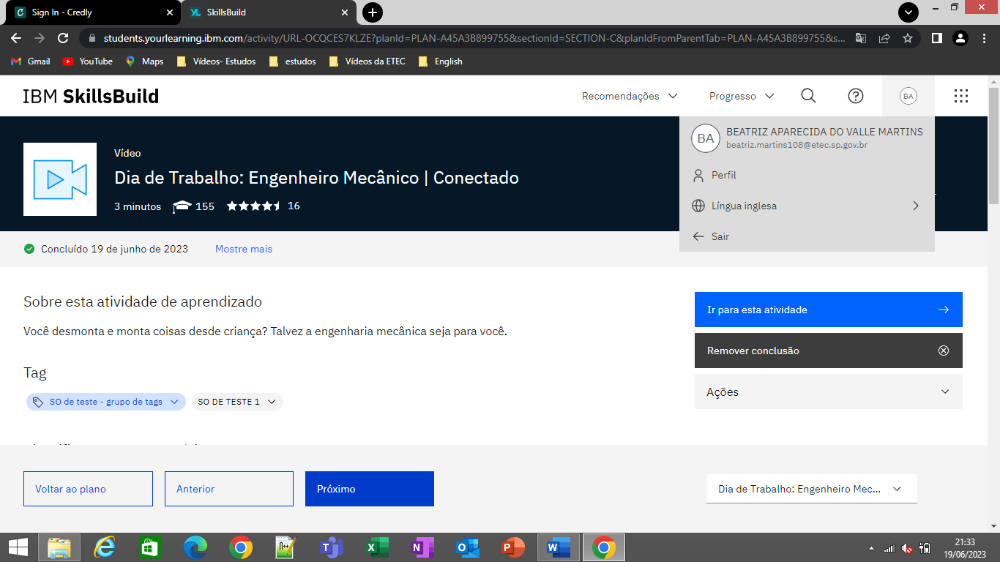 Sign In - Credly
SkillsBuild
students.yourlearning.ibm.com/activity/URL-OCQCES7KLZE?planId=PLAN-A45A3B899755&sectionId=SECTION-C&planIdFromParentTab=PLAN-A45A3B899755&s...
Gmail YouTube Maps Vídeos- Estudos estudos Vídeos da ETEC English
IBM SkillsBuild Recomendações Progresso BA
BA BEATRIZ APARECIDA DO VALLE MARTINS
beatriz.martins108@etec.sp.gov.br
Perfil
Língua inglesa
Sair
Vídeo
Dia de Trabalho: Engenheiro Mecânico | Conectado
3 minutos 155 16
Concluído 19 de junho de 2023 Mostre mais
Sobre esta atividade de aprendizado
Você desmonta e monta coisas desde criança? Talvez a engenharia mecânica seja para você.
Tag
SO de teste - grupo de tags SO DE TESTE 1
Ir para esta atividade
Remover conclusão
Ações
Voltar ao plano Anterior Próximo Dia de Trabalho: Engenheiro Mec...
21:33
19/06/2023